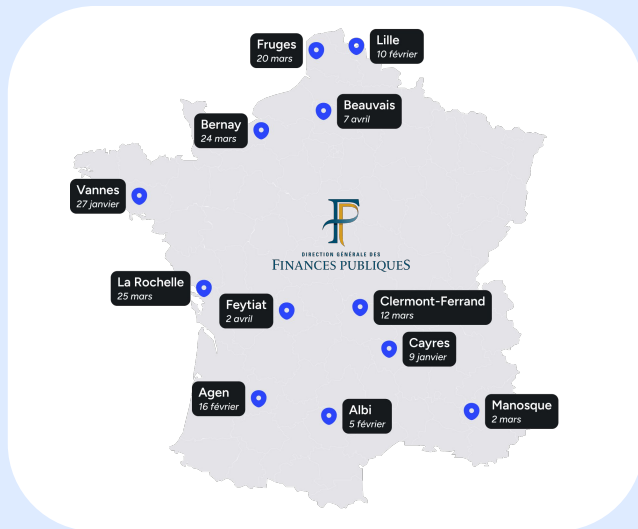 Fruges
20 mars
Lille
10 février
Beauvais
7 avril
Bernay
24 mars
Vannes
27 janvier
DIRECTION GÉNÉRALE DES
FINANCES PUBLIQUES
La Rochelle
25 mars
Feytiat
2 avril
Clermont-Ferrand
12 mars
Cayres
9 janvier
Agen
16 février
Albi
5 février
Manosque
2 mars